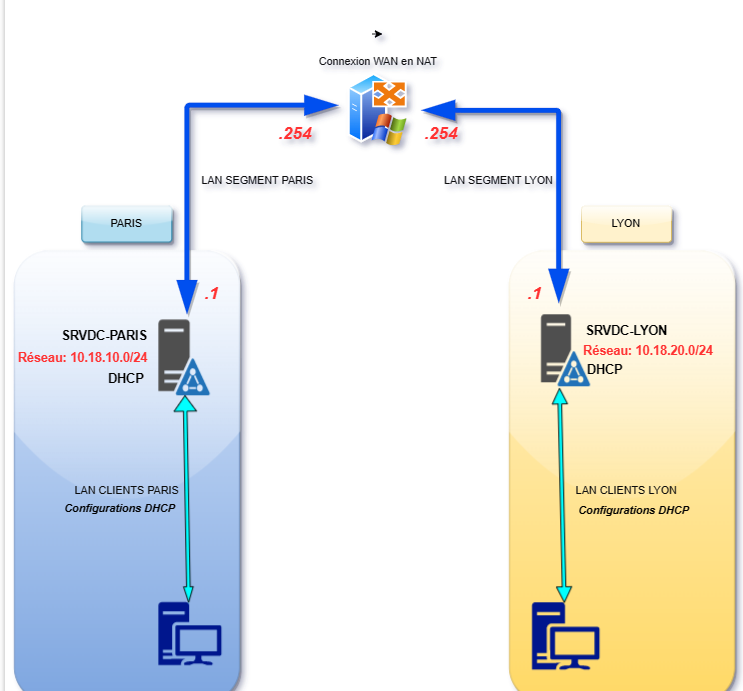 Connexion WAN en NAT
.254
.254
LAN SEGMENT PARIS
LAN SEGMENT LYON
PARIS
LYON
.1
.1
SRVDC-PARIS
Réseau: 10.18.10.0/24
DHCP
SRVDC-LYON
Réseau: 10.18.20.0/24
DHCP
LAN CLIENTS PARIS
Configurations DHCP
LAN CLIENTS LYON
Configurations DHCP